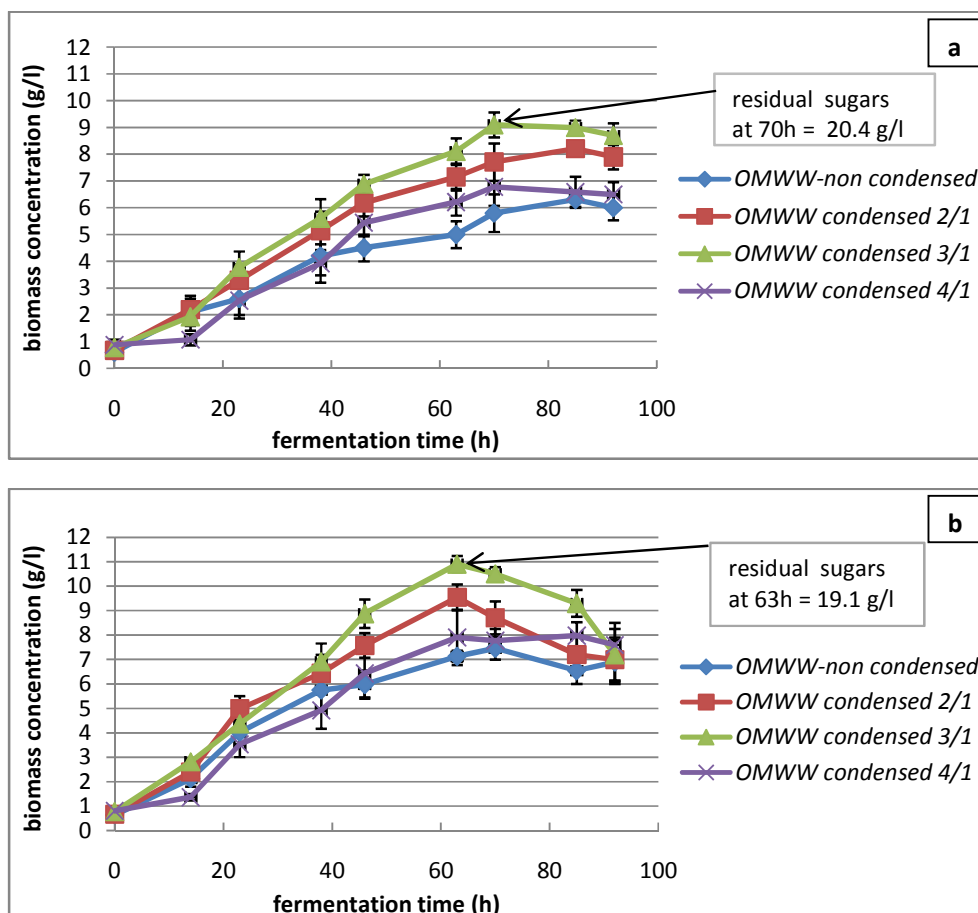 a
12
11
10
9
8
7
6
5
4
3
2
1
0
biomass concentration (g/l)
0 20 40 60 80 100
fermentation time (h)
residual sugars
at 70h = 20.4 g/l
OMWW-non condensed
OMWW condensed 2/1
OMWW condensed 3/1
OMWW condensed 4/1
b
12
11
10
9
8
7
6
5
4
3
2
1
0
biomass concentration (g/l)
0 20 40 60 80 100
fermentation time (h)
residual sugars
at 63h = 19.1 g/l
OMWW-non condensed
OMWW condensed 2/1
OMWW condensed 3/1
OMWW condensed 4/1